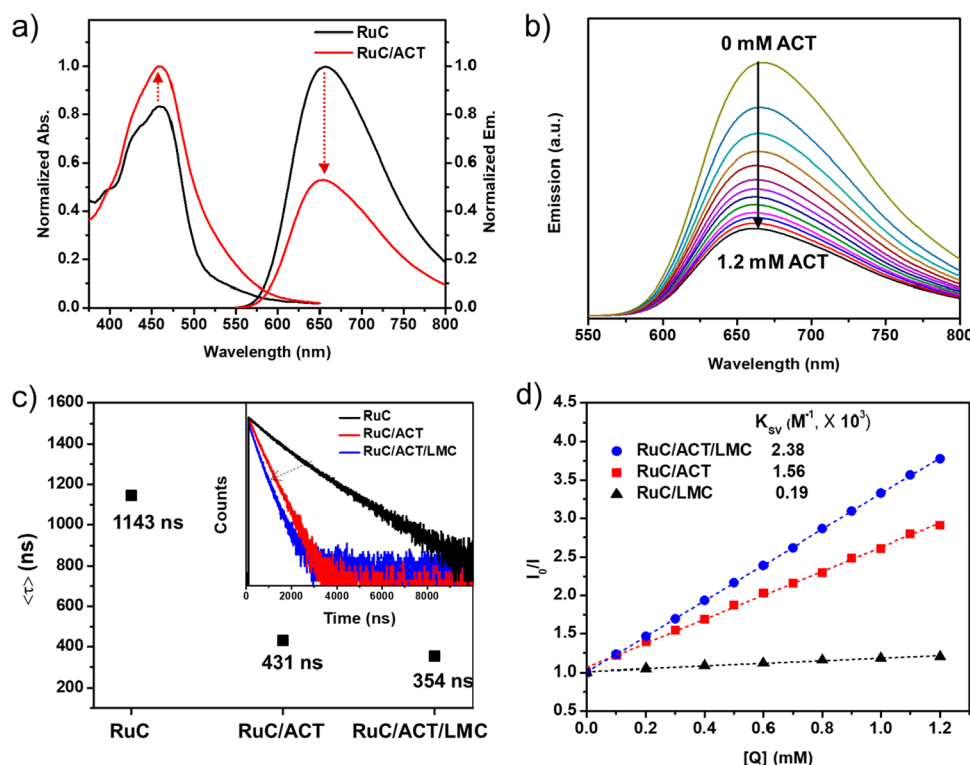 a)
RuC
RuC/ACT
1.0
0.8
0.6
0.4
0.2
0.0
Normalized Abs.
1.0
0.8
0.6
0.4
0.2
0.0
Normalized Em.
400 450 500 550 600 650 700 750 800
Wavelength (nm)
b)
0 mM ACT
1.2 mM ACT
Emission (a.u.)
550 600 650 700 750 800
Wavelength (nm)
c)
1600
1400
1200
1000
800
600
400
200
<τ> (ns)
1143 ns
431 ns
354 ns
RuC RuC/ACT RuC/ACT/LMC
RuC
RuC/ACT
RuC/ACT/LMC
Counts
0 2000 4000 6000 8000
Time (ns)
d)
K_SV (M⁻¹, X 10³)
RuC/ACT/LMC 2.38
RuC/ACT 1.56
RuC/LMC 0.19
4.5
4.0
3.5
3.0
2.5
2.0
1.5
1.0
0.5
I₀/I
0.0 0.2 0.4 0.6 0.8 1.0 1.2
[Q] (mM)